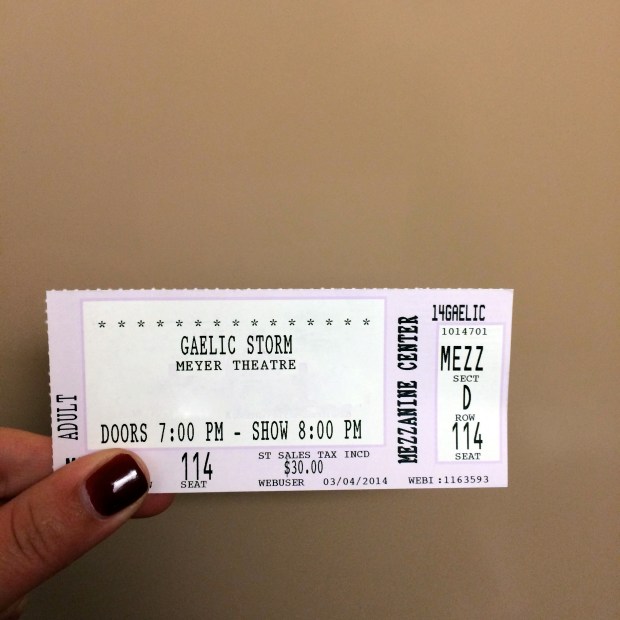 ADULT
* * * * * * * * * * * * * * *
GAELIC STORM
MEYER THEATRE
DOORS 7:00 PM - SHOW 8:00 PM
114
SEAT
ST SALES TAX INCD
$30.00
WEBUSER 03/04/2014
MEZZANINE CENTER
14GAELIC
1014701
MEZZ
SECT
D
ROW
114
SEAT
WEBI:1163593